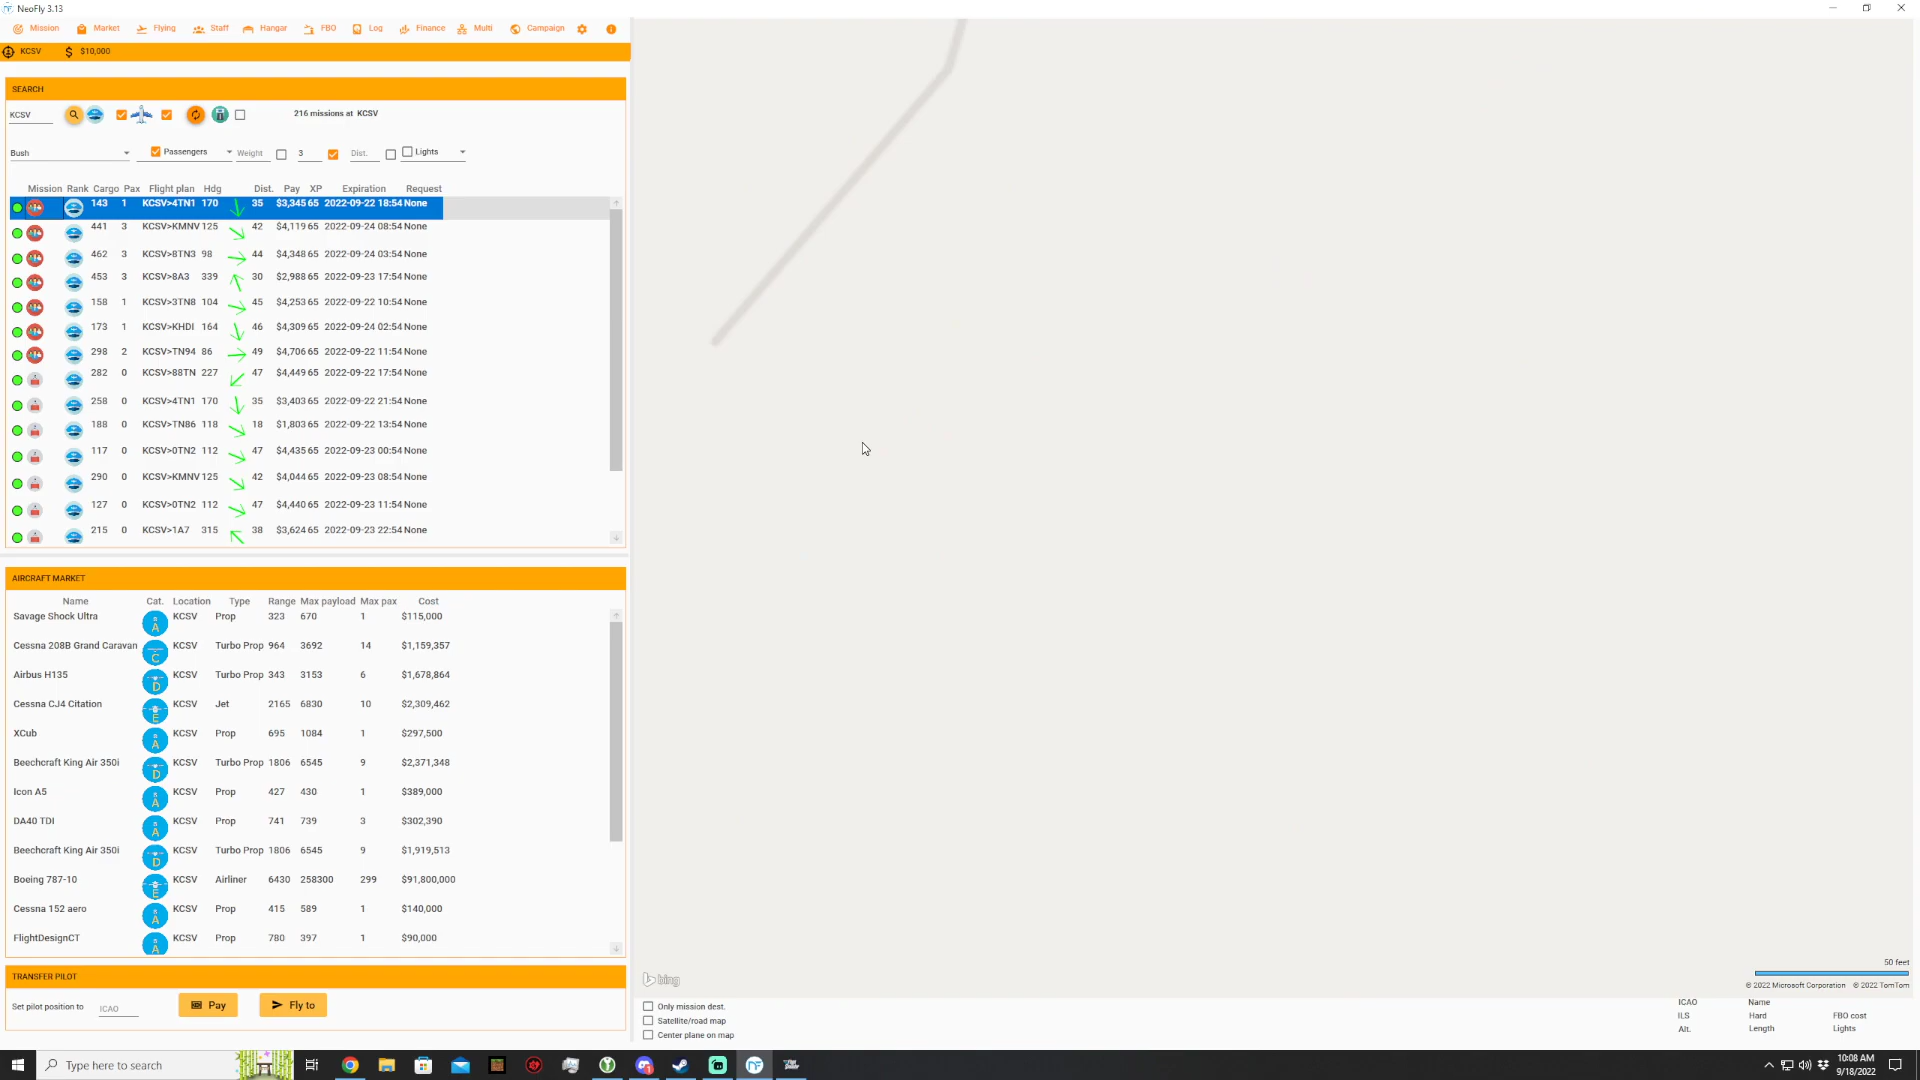 NeoFly 3.13
Mission Market Flying Staff Hangar FBO Log Finance Multi Campaign
KCSV $ $10,000
SEARCH
KCSV 216 missions at KCSV
Bush Passengers Weight 3 Dist. Lights
Mission Rank Cargo Pax Flight plan Hdg Dist. Pay XP Expiration Request
143 1 KCSV>4TN1 170 35 $3,345 65 2022-09-22 18:54 None
441 3 KCSV>KMNV 125 42 $4,119 65 2022-09-24 08:54 None
462 3 KCSV>8TN3 98 44 $4,348 65 2022-09-24 03:54 None
453 3 KCSV>8A3 339 30 $2,988 65 2022-09-23 17:54 None
158 1 KCSV>3TN8 104 45 $4,253 65 2022-09-22 10:54 None
173 1 KCSV>KHDI 164 46 $4,309 65 2022-09-24 02:54 None
298 2 KCSV>TN94 86 49 $4,706 65 2022-09-22 11:54 None
282 0 KCSV>88TN 227 47 $4,449 65 2022-09-22 17:54 None
258 0 KCSV>4TN1 170 35 $3,403 65 2022-09-22 21:54 None
188 0 KCSV>TN86 118 18 $1,803 65 2022-09-22 13:54 None
117 0 KCSV>0TN2 112 47 $4,435 65 2022-09-23 00:54 None
290 0 KCSV>KMNV 125 42 $4,044 65 2022-09-23 08:54 None
127 0 KCSV>0TN2 112 47 $4,440 65 2022-09-23 11:54 None
215 0 KCSV>1A7 315 38 $3,624 65 2022-09-23 22:54 None
AIRCRAFT MARKET
Name Cat. Location Type Range Max payload Max pax Cost
Savage Shock Ultra A KCSV Prop 323 670 1 $115,000
Cessna 208B Grand Caravan C KCSV Turbo Prop 964 3692 14 $1,159,357
Airbus H135 D KCSV Turbo Prop 343 3153 6 $1,678,864
Cessna CJ4 Citation E KCSV Jet 2165 6830 10 $2,309,462
XCub A KCSV Prop 695 1084 1 $297,500
Beechcraft King Air 350i D KCSV Turbo Prop 1806 6545 9 $2,371,348
Icon A5 A KCSV Prop 427 430 1 $389,000
DA40 TDI A KCSV Prop 741 739 3 $302,390
Beechcraft King Air 350i D KCSV Turbo Prop 1806 6545 9 $1,919,513
Boeing 787-10 E KCSV Airliner 6430 258300 299 $91,800,000
Cessna 152 aero A KCSV Prop 415 589 1 $140,000
FlightDesignCT A KCSV Prop 780 397 1 $90,000
TRANSFER PILOT
Set pilot position to ICAO Pay Fly to
bing
50 feet
© 2022 Microsoft Corporation © 2022 TomTom
Only mission dest.
Satellite/road map
Center plane on map
ICAO Name
ILS Hard FBO cost
Alt. Length Lights
Type here to search
10:08 AM
9/18/2022